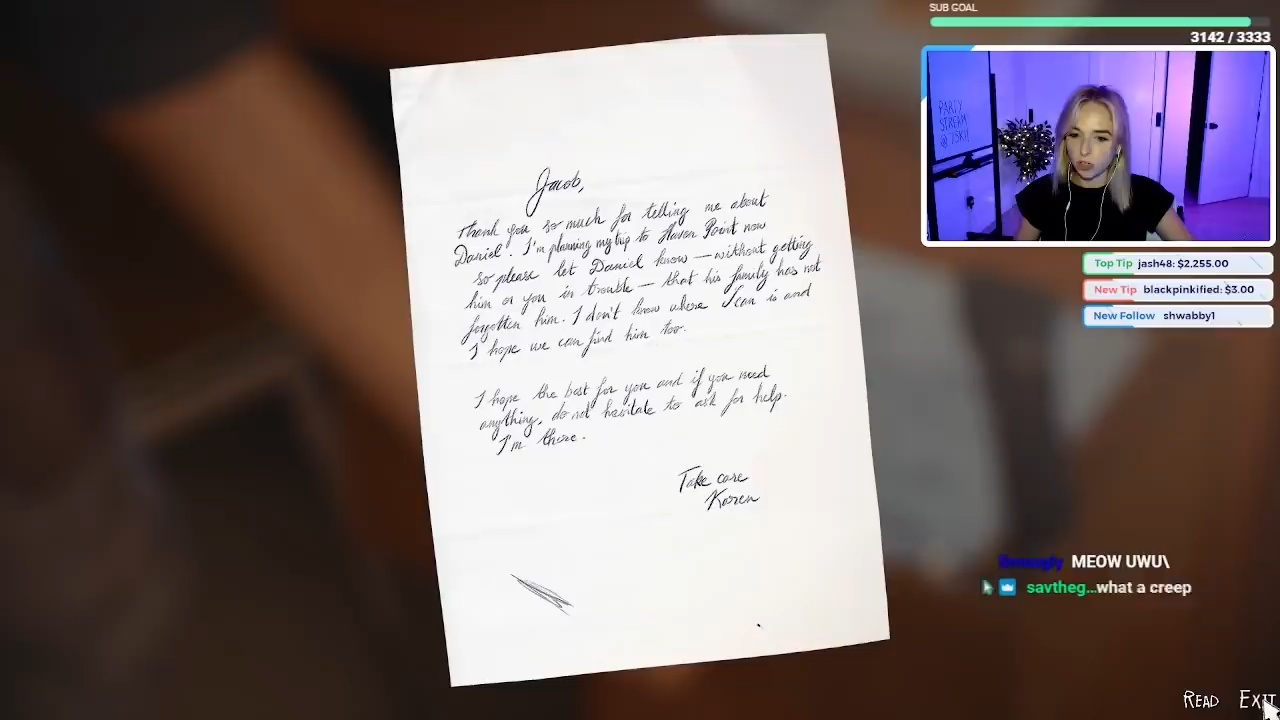 SUB GOAL
3142 / 3333
PARTY
STREAM
@ 75K!!
Top Tip jash48: $2,255.00
New Tip blackpinkified: $3.00
New Follow shwabby1
Jacob,
Thank you so much for telling me about
Daniel. I'm planning my trip to Haven Point now
so please let Daniel know — without getting
him or you in trouble — that his family has not
forgotten him. I don't know where Sean is and
I hope we can find him too.
I hope the best for you and if you need
anything, do not hesitate to ask for help.
I'm there.
Take care
Karen
MEOW UWU\
savtheg...what a creep
READ EXIT